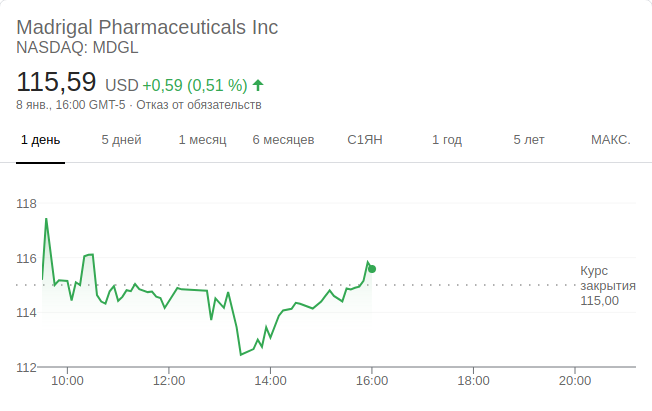 Madrigal Pharmaceuticals Inc
NASDAQ: MDGL
115,59 USD +0,59 (0,51 %)
8 янв., 16:00 GMT-5 · Отказ от обязательств
1 день 5 дней 1 месяц 6 месяцев С1ЯН 1 год 5 лет МАКС.
118
116
Курс
закрытия
115,00
114
112
10:00 12:00 14:00 16:00 18:00 20:00